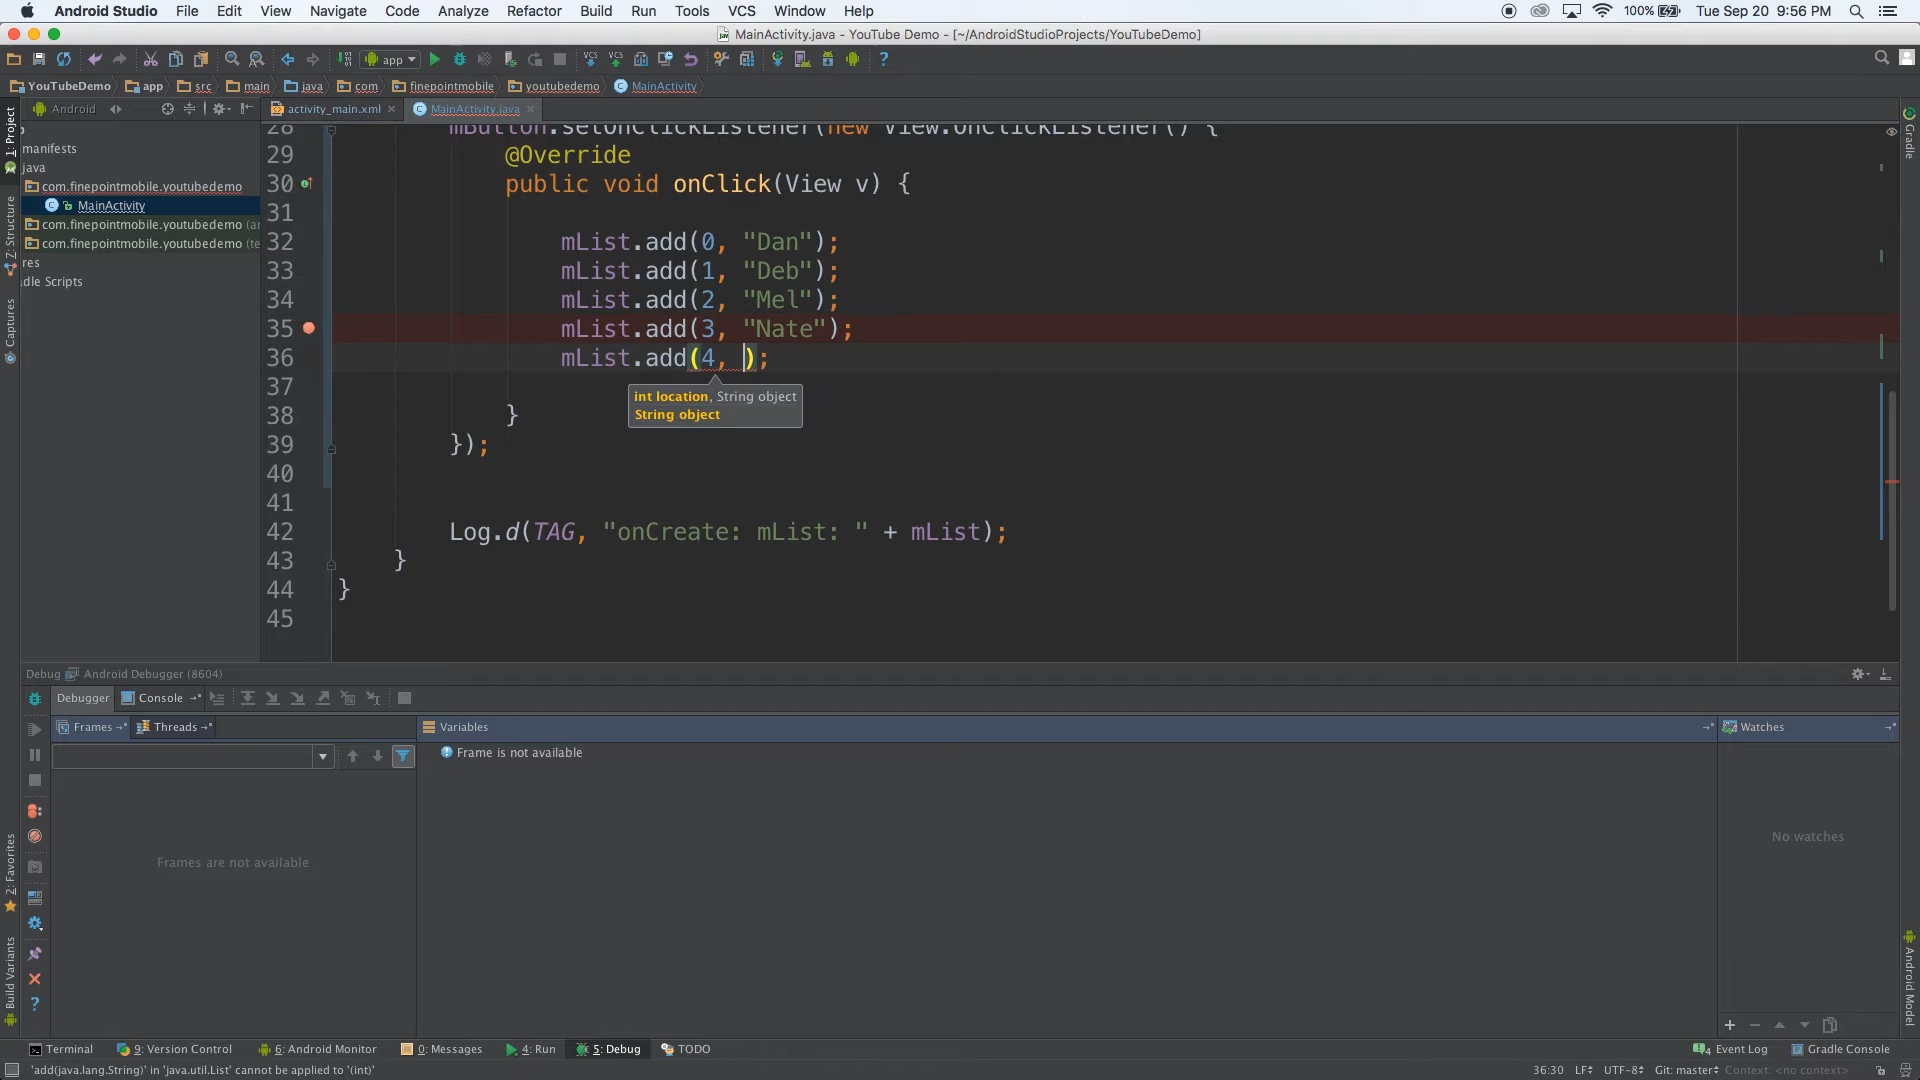 Android Studio File Edit View Navigate Code Analyze Refactor Build Run Tools VCS Window Help 100% Tue Sep 20 9:56 PM
MainActivity.java - YouTube Demo - [~/AndroidStudioProjects/YouTubeDemo]
app
YouTubeDemo app src main java com finepointmobile youtubedemo MainActivity
Android activity_main.xml MainActivity.java
1: Project
Z: Structure
Captures
2: Favorites
Build Variants
manifests
java
com.finepointmobile.youtubedemo
MainActivity
com.finepointmobile.youtubedemo (ar
com.finepointmobile.youtubedemo (te
res
dle Scripts
28 mButton.setOnClickListener(new View.OnClickListener() {
29 @Override
30 public void onClick(View v) {
31
32 mList.add(0, "Dan");
33 mList.add(1, "Deb");
34 mList.add(2, "Mel");
35 mList.add(3, "Nate");
36 mList.add(4, );
int location, String object
String object
37
38 }
39 });
40
41
42 Log.d(TAG, "onCreate: mList: " + mList);
43 }
44 }
45
Gradle
Android Model
Debug Android Debugger (8604)
Debugger Console
Frames Threads Variables Watches
Frame is not available
Frames are not available
No watches
Terminal 9: Version Control 6: Android Monitor 0: Messages 4: Run 5: Debug TODO 4 Event Log Gradle Console
'add(java.lang.String)' in 'java.util.List' cannot be applied to '(int)' 36:30 LF UTF-8 Git: master Context: <no context>